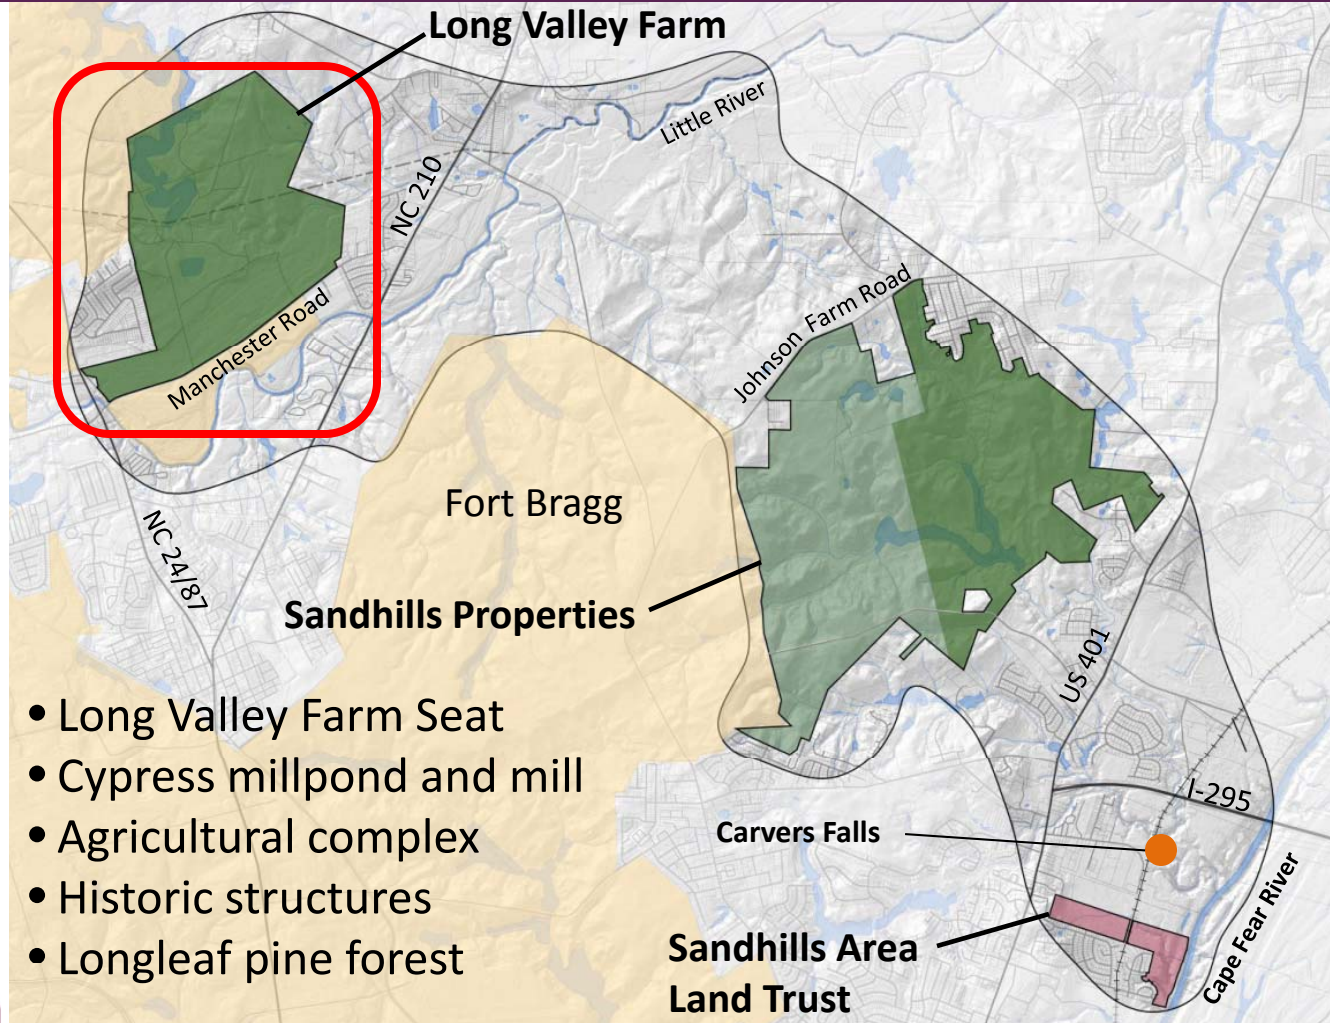 Long Valley Farm
Little River
NC 210
Johnson Farm Road
Manchester Road
Fort Bragg
NC 24/87
Sandhills Properties
US 401
• Long Valley Farm Seat
• Cypress millpond and mill
• Agricultural complex
• Historic structures
• Longleaf pine forest
I-295
Carvers Falls
Sandhills Area
Land Trust
Cape Fear River